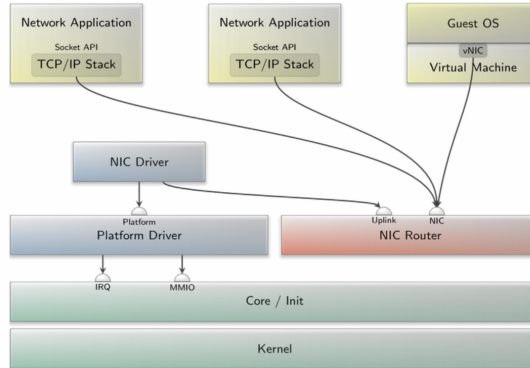 Network Application
Socket API
TCP/IP Stack
Network Application
Socket API
TCP/IP Stack
Guest OS
vNIC
Virtual Machine
NIC Driver
Platform
Platform Driver
Uplink
NIC
NIC Router
IRQ
MMIO
Core / Init
Kernel